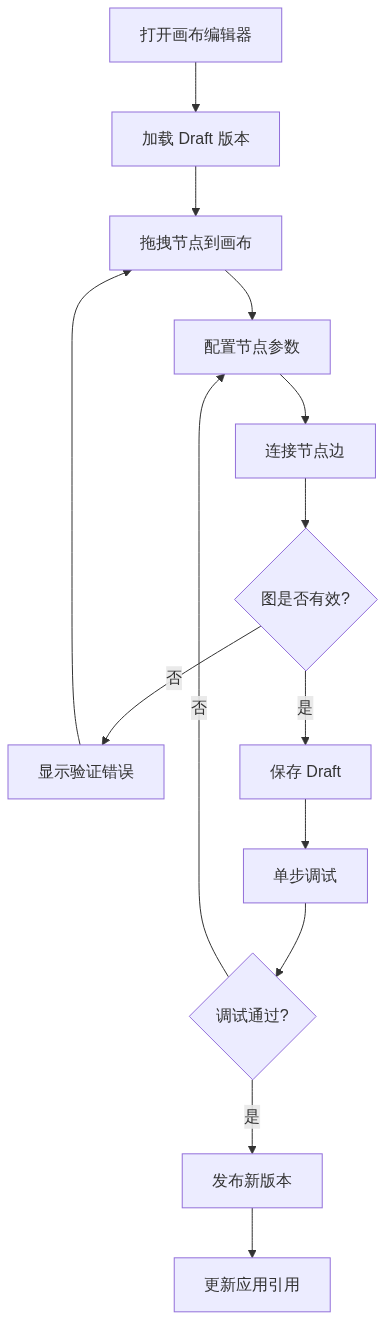 打开画布编辑器
加载 Draft 版本
拖拽节点到画布
配置节点参数
连接节点边
图是否有效?
否
是
否
显示验证错误
保存 Draft
单步调试
调试通过?
是
发布新版本
更新应用引用